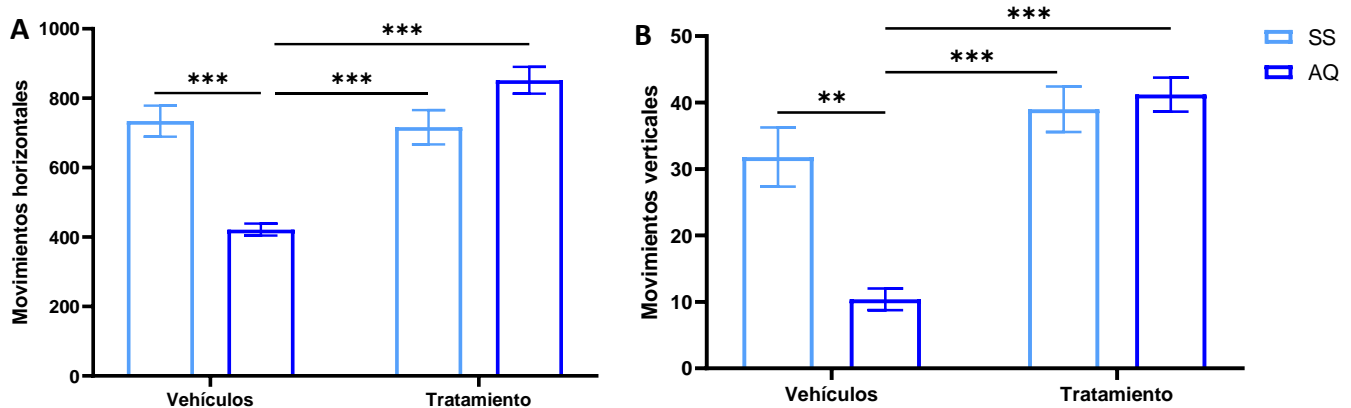 A
Movimientos horizontales
1000
800
600
400
200
0
***
***
***
Vehículos
Tratamiento
B
Movimientos verticales
50
40
30
20
10
0
***
***
**
Vehículos
Tratamiento
SS
AQ